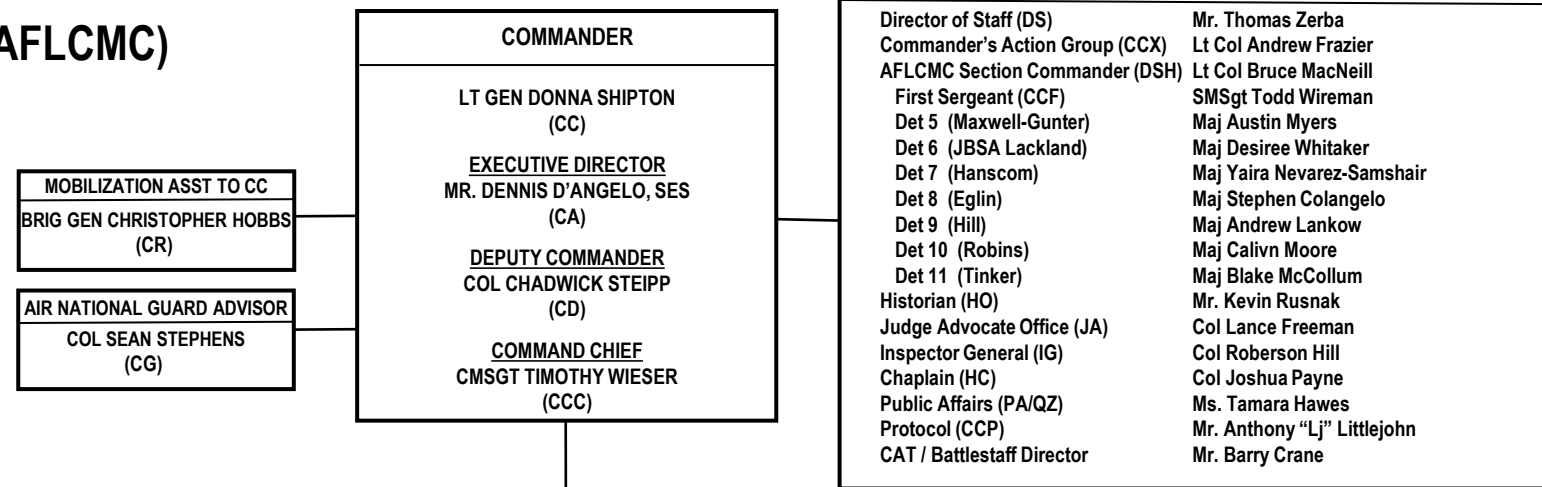 AFLCMC)
COMMANDER
LT GEN DONNA SHIPTON
(CC)
EXECUTIVE DIRECTOR
MR. DENNIS D’ANGELO, SES
(CA)
DEPUTY COMMANDER
COL CHADWICK STEIPP
(CD)
COMMAND CHIEF
CMSGT TIMOTHY WIESER
(CCC)
MOBILIZATION ASST TO CC
BRIG GEN CHRISTOPHER HOBBS
(CR)
AIR NATIONAL GUARD ADVISOR
COL SEAN STEPHENS
(CG)
Director of Staff (DS) Mr. Thomas Zerba
Commander’s Action Group (CCX) Lt Col Andrew Frazier
AFLCMC Section Commander (DSH) Lt Col Bruce MacNeill
First Sergeant (CCF) SMSgt Todd Wireman
Det 5 (Maxwell-Gunter) Maj Austin Myers
Det 6 (JBSA Lackland) Maj Desiree Whitaker
Det 7 (Hanscom) Maj Yaira Nevarez-Samshair
Det 8 (Eglin) Maj Stephen Colangelo
Det 9 (Hill) Maj Andrew Lankow
Det 10 (Robins) Maj Calivn Moore
Det 11 (Tinker) Maj Blake McCollum
Historian (HO) Mr. Kevin Rusnak
Judge Advocate Office (JA) Col Lance Freeman
Inspector General (IG) Col Roberson Hill
Chaplain (HC) Col Joshua Payne
Public Affairs (PA/QZ) Ms. Tamara Hawes
Protocol (CCP) Mr. Anthony “Lj” Littlejohn
CAT / Battlestaff Director Mr. Barry Crane